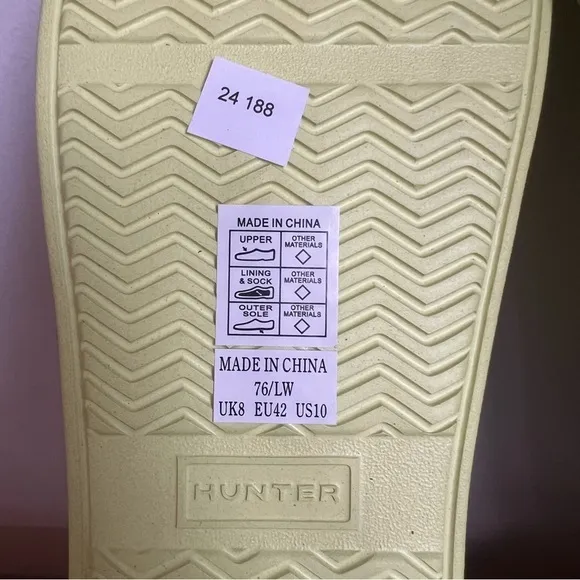 24 188
MADE IN CHINA
UPPER OTHER MATERIALS
LINING & SOCK OTHER MATERIALS
OUTER SOLE OTHER MATERIALS
MADE IN CHINA
76/LW
UK8 EU42 US10
HUNTER